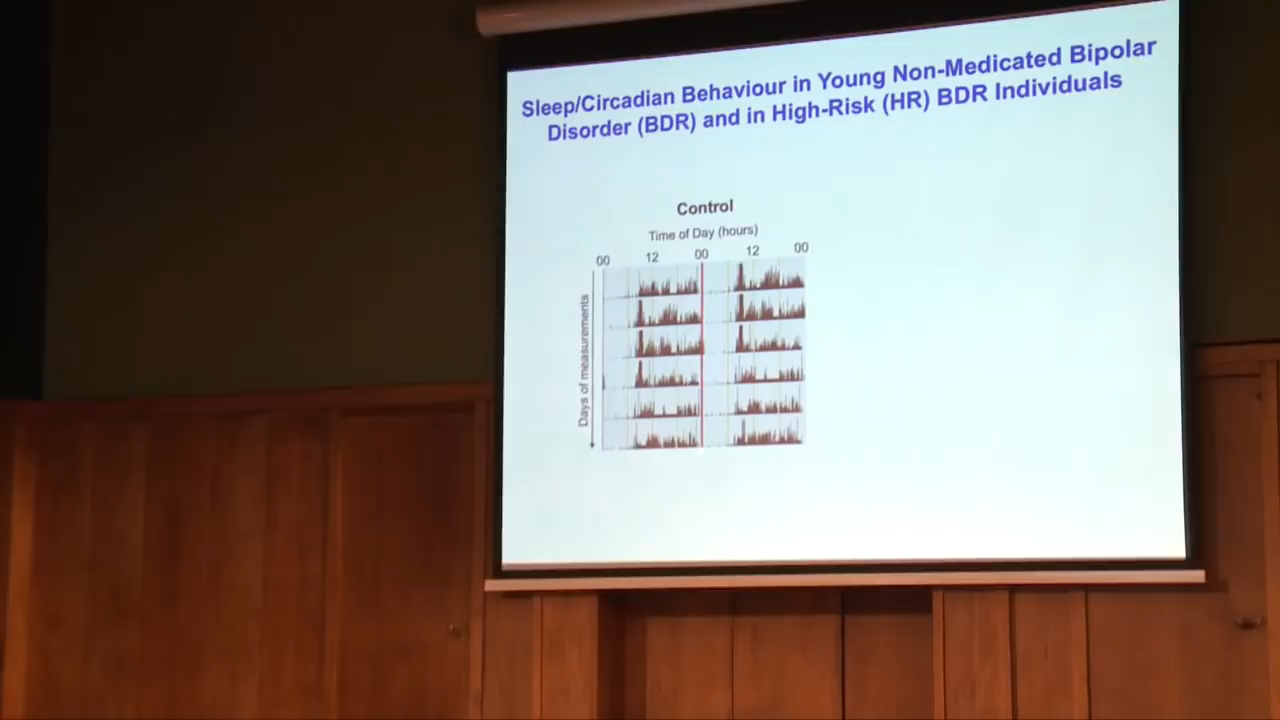 Sleep/Circadian Behaviour in Young Non-Medicated Bipolar
Disorder (BDR) and in High-Risk (HR) BDR Individuals
Control
Time of Day (hours)
00 12 00 12 00
Days of measurements